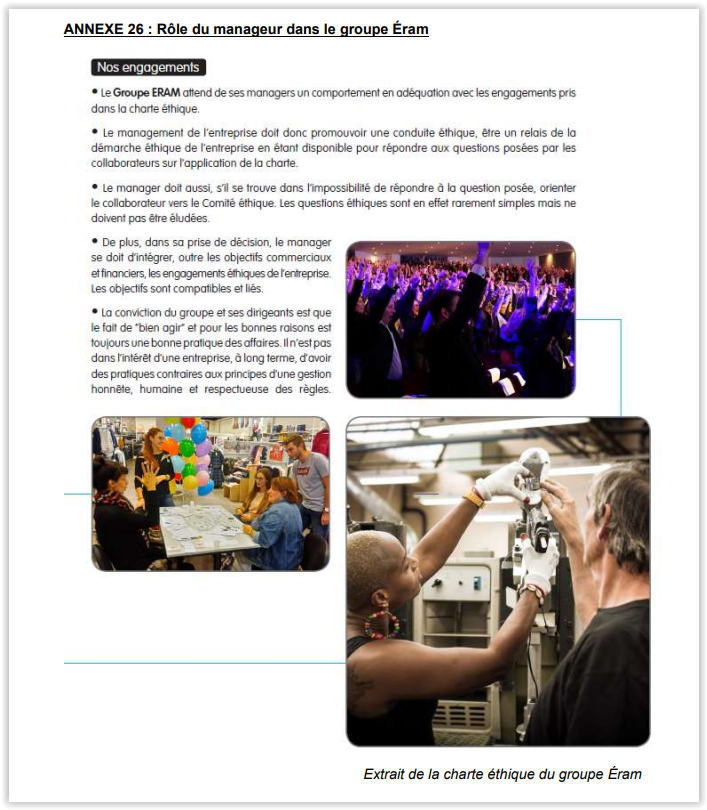 ANNEXE 26 : Rôle du manageur dans le groupe Éram
Nos engagements
• Le Groupe ERAM attend de ses managers un comportement en adéquation avec les engagements pris
dans la charte éthique.
• Le management de l'entreprise doit donc promouvoir une conduite éthique, être un relais de la
démarche éthique de l'entreprise en étant disponible pour répondre aux questions posées par les
collaborateurs sur l'application de la charte.
• Le manager doit aussi, s'il se trouve dans l'impossibilité de répondre à la question posée, orienter
le collaborateur vers le Comité éthique. Les questions éthiques sont en effet rarement simples mais ne
doivent pas être éludées.
• De plus, dans sa prise de décision, le manager
se doit d'intégrer, outre les objectifs commerciaux
et financiers, les engagements éthiques de l'entreprise.
Les objectifs sont compatibles et liés.
• La conviction du groupe et ses dirigeants est que
le fait de "bien agir" et pour les bonnes raisons est
toujours une bonne pratique des affaires. Il n'est pas
dans l'intérêt d'une entreprise, à long terme, d'avoir
des pratiques contraires aux principes d'une gestion
honnête, humaine et respectueuse des règles.
Extrait de la charte éthique du groupe Éram